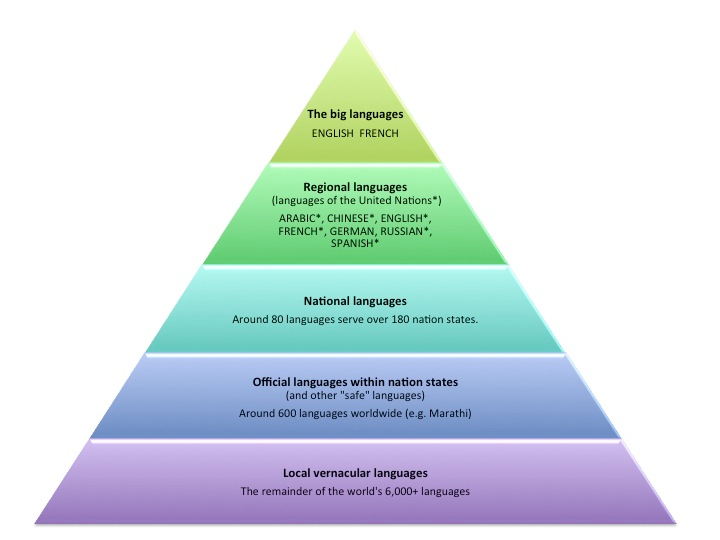 The big languages
ENGLISH FRENCH
Regional languages
(languages of the United Nations*)
ARABIC*, CHINESE*, ENGLISH*,
FRENCH*, GERMAN, RUSSIAN*,
SPANISH*
National languages
Around 80 languages serve over 180 nation states.
Official languages within nation states
(and other "safe" languages)
Around 600 languages worldwide (e.g. Marathi)
Local vernacular languages
The remainder of the world's 6,000+ languages